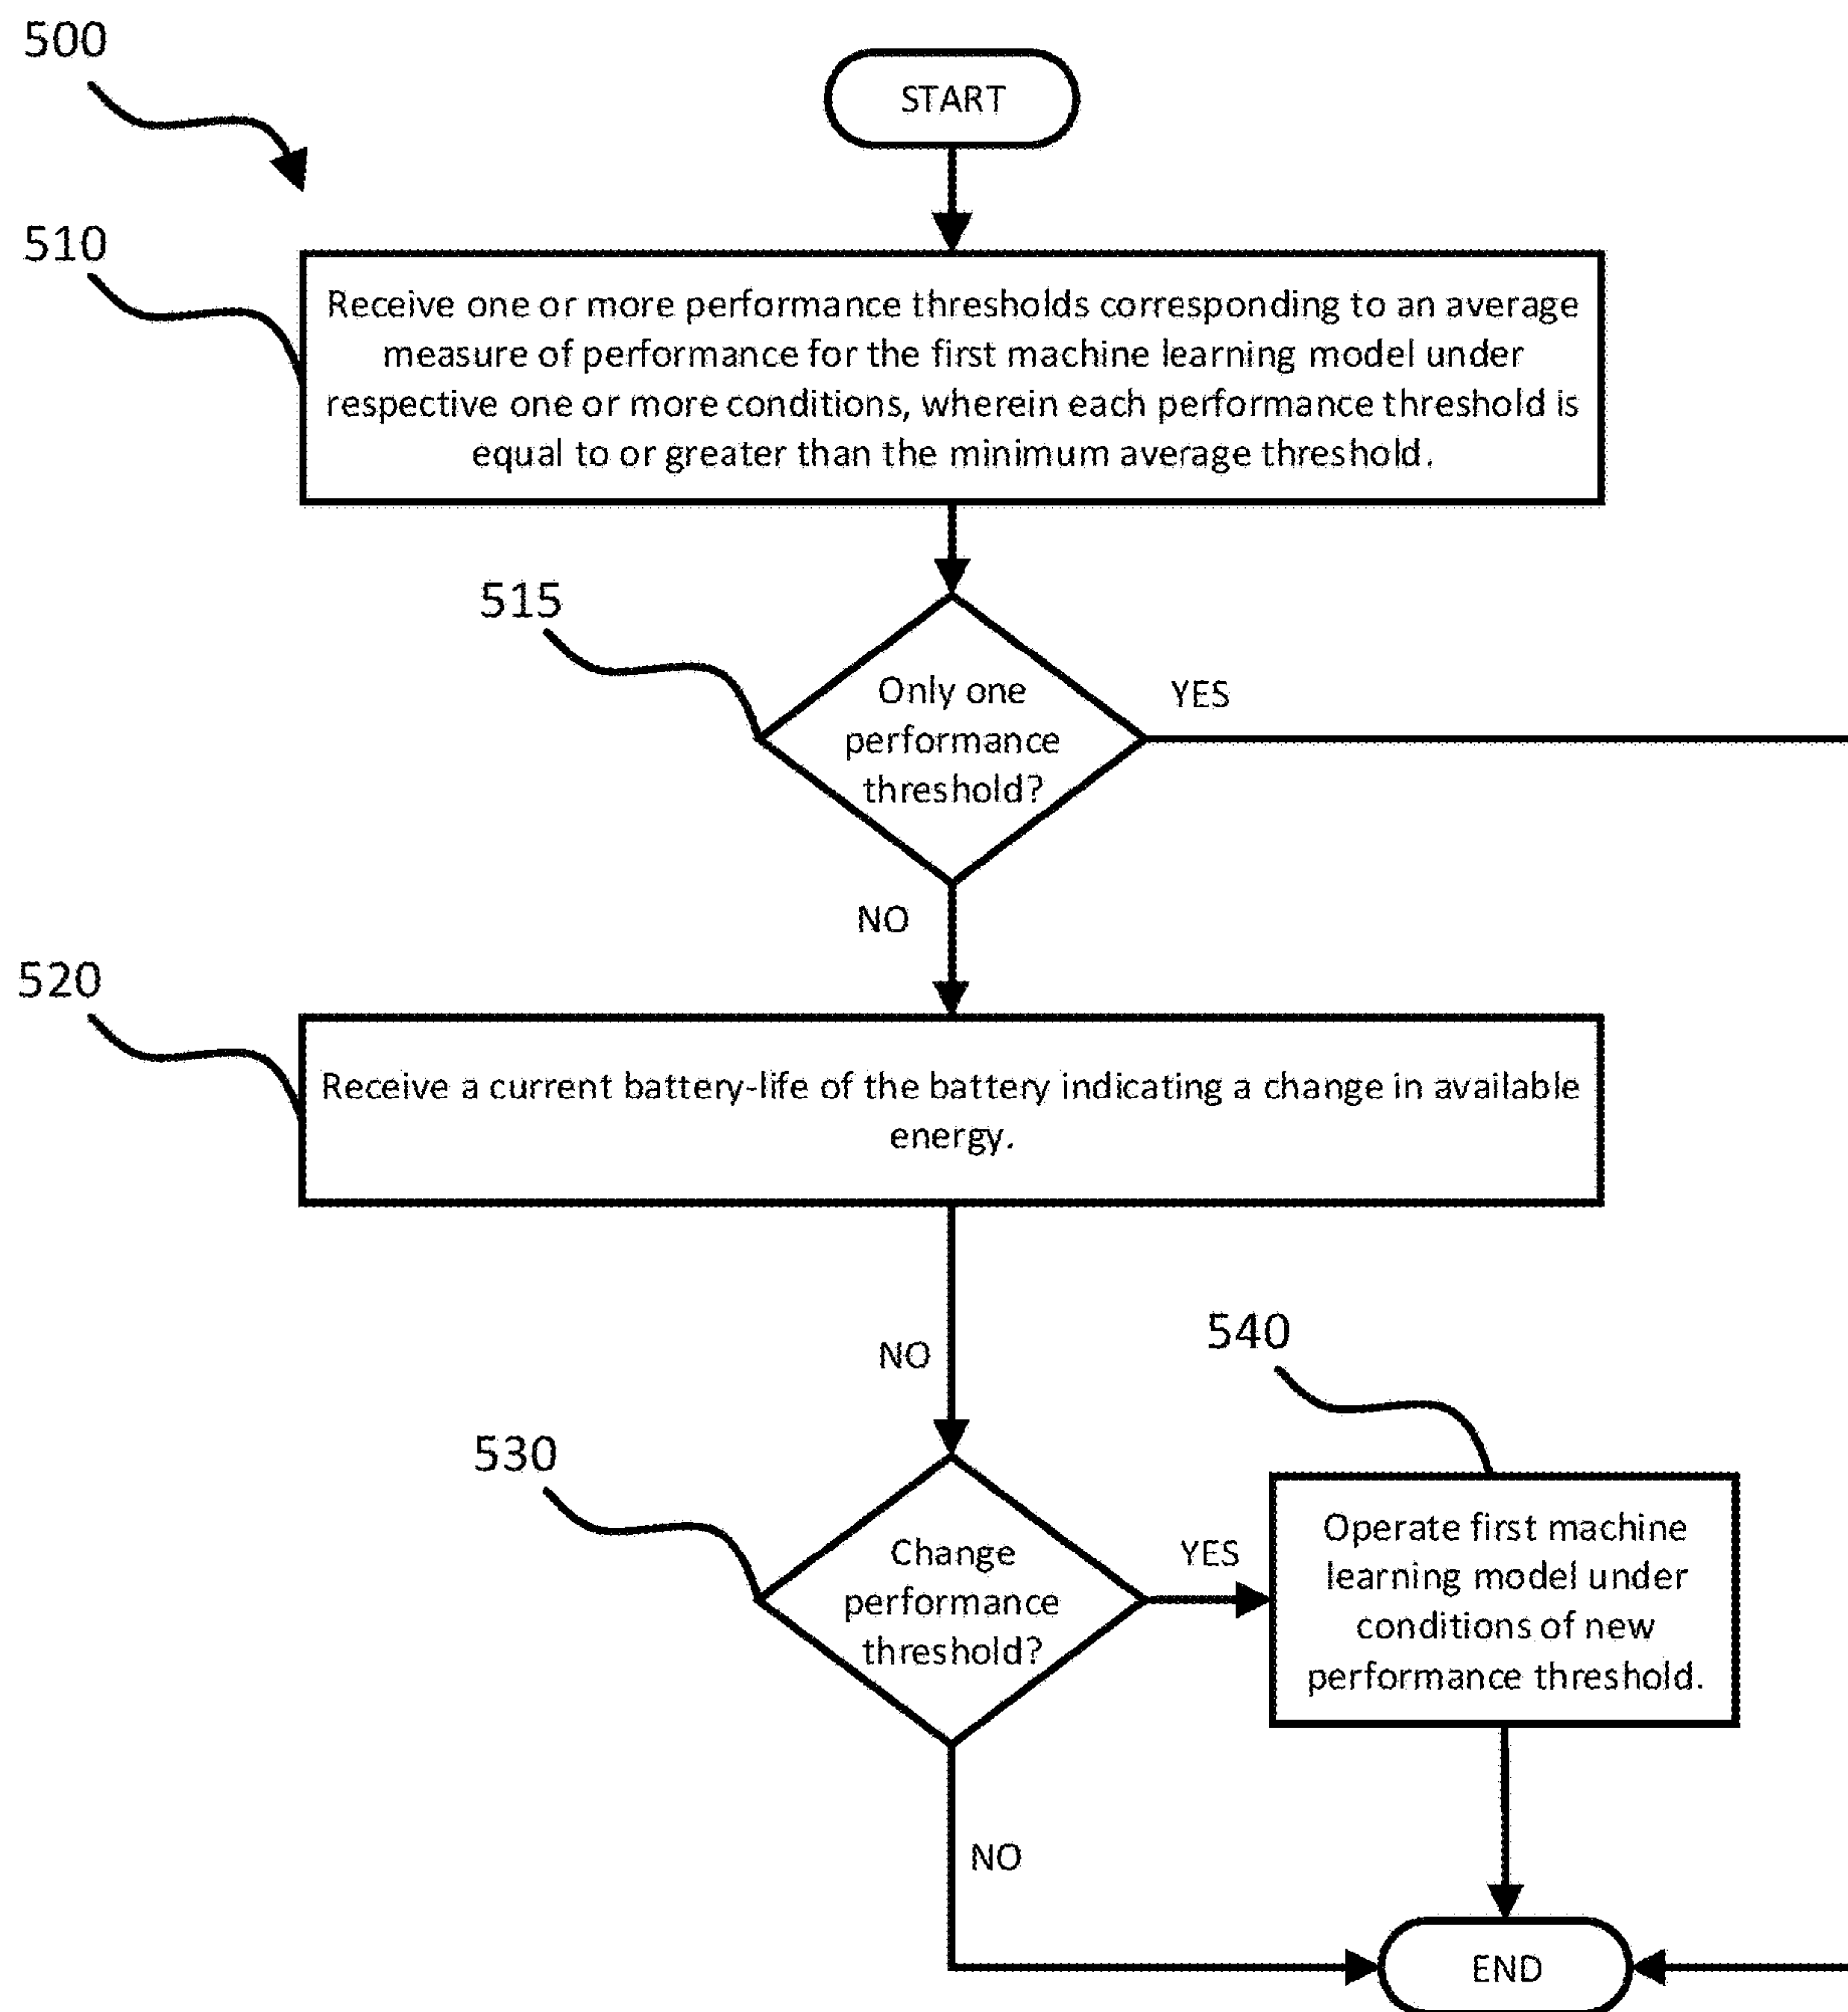 500
START
510
Receive one or more performance thresholds corresponding to an average
measure of performance for the first machine learning model under
respective one or more conditions, wherein each performance threshold is
equal to or greater than the minimum average threshold.
515
Only one
performance
threshold?
YES
NO
520
Receive a current battery-life of the battery indicating a change in available
energy.
NO
540
530
Change
performance
threshold?
YES
Operate first machine
learning model under
conditions of new
performance threshold.
NO
END